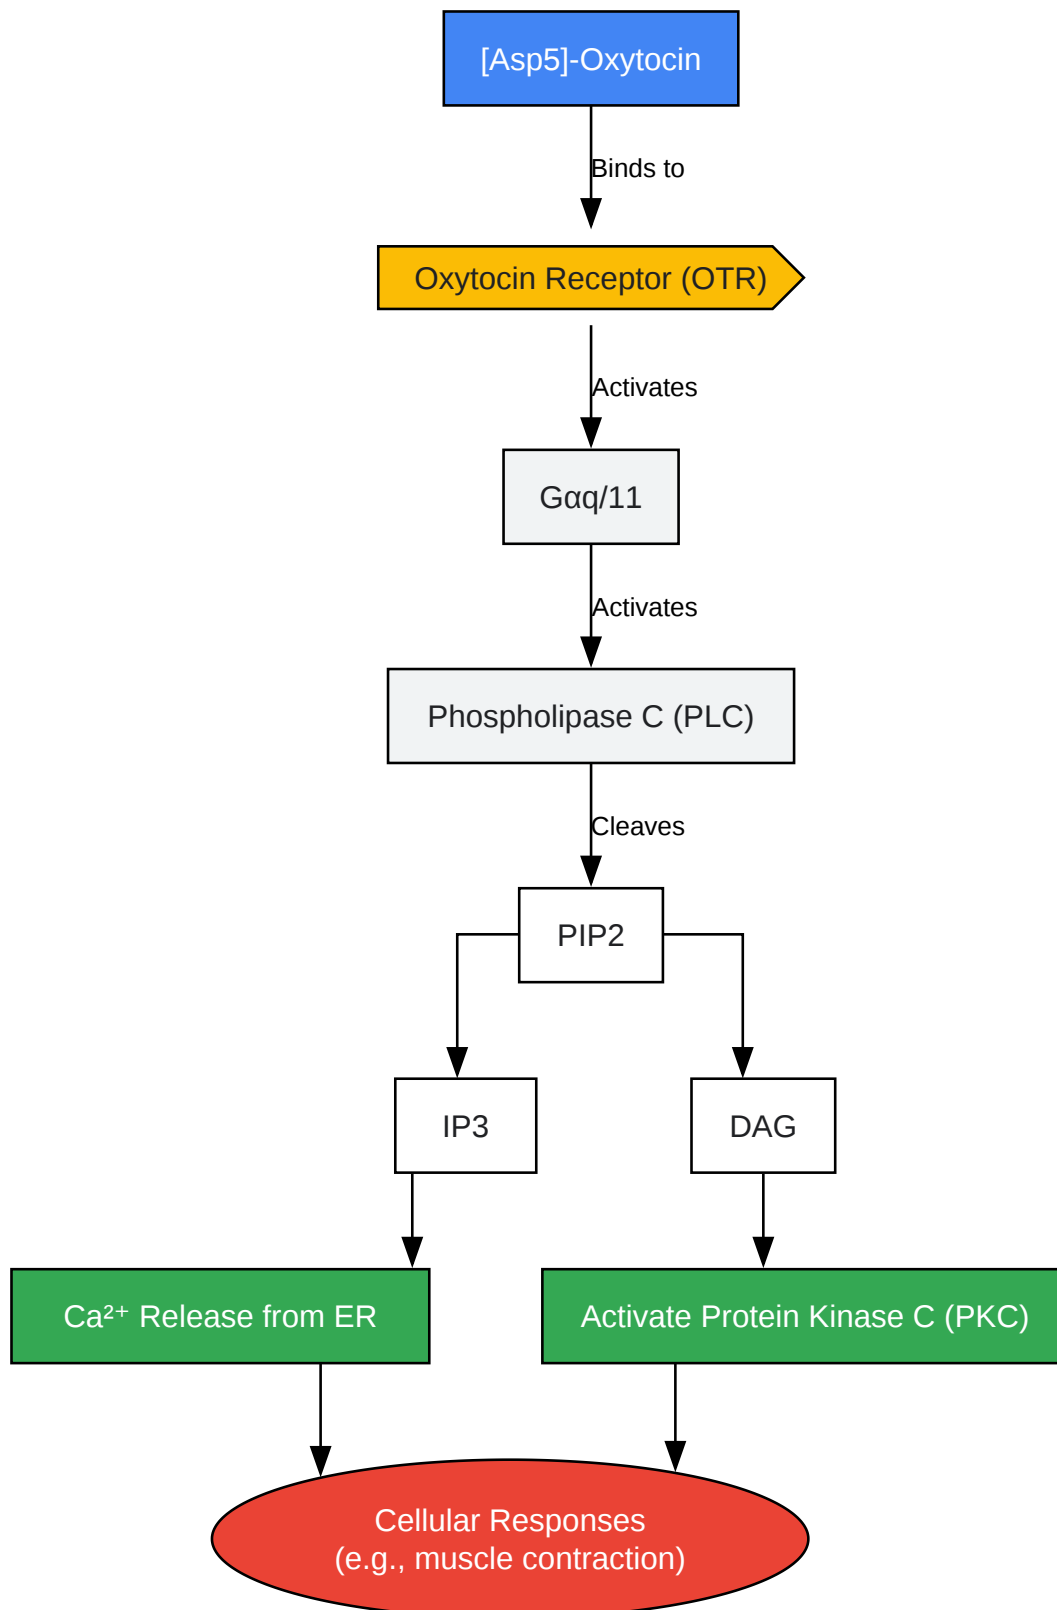 [Asp5]-Oxytocin
Binds to
Oxytocin Receptor (OTR)
Activates
Gαq/11
Activates
Phospholipase C (PLC)
Cleaves
PIP2
IP3
DAG
Ca²⁺ Release from ER
Activate Protein Kinase C (PKC)
Cellular Responses
(e.g., muscle contraction)